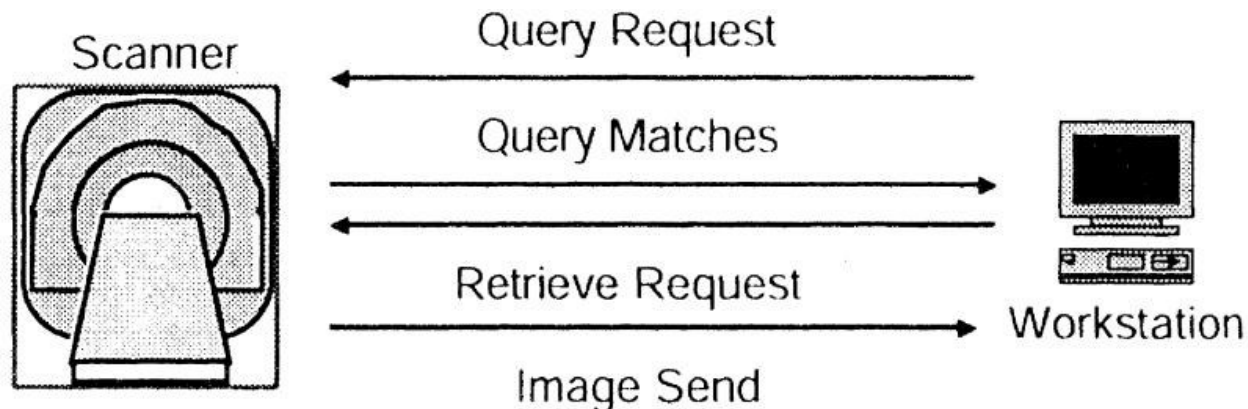 Scanner
Query Request
Query Matches
Retrieve Request
Workstation
Image Send